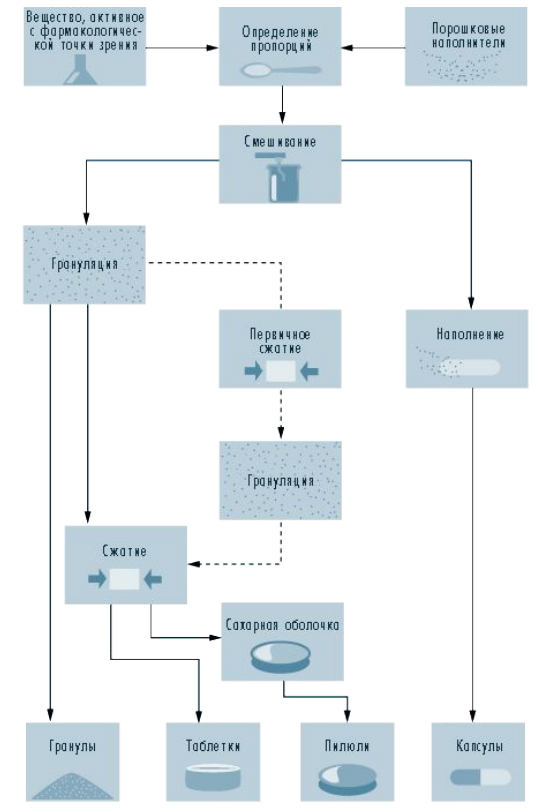 Вещество, активное
с фармакологичес-
кой точки зрения
Определение
пропорций
Порошковые
наполнители
Смешивание
Грануляция
Первичное
сжатие
Наполнение
Грануляция
Сжатие
Сахарная оболочка
Гранулы
Таблетки
Пилюли
Капсулы